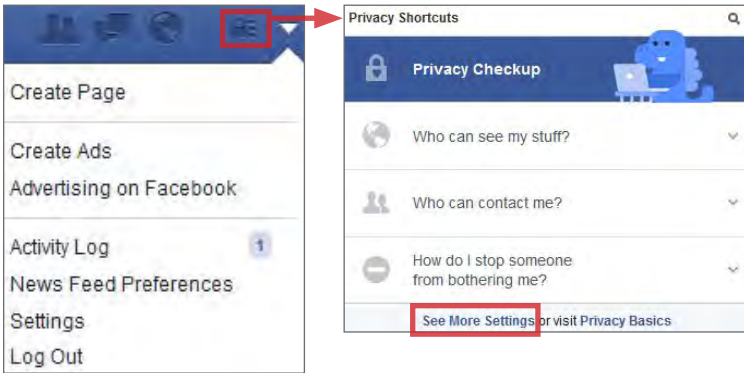 Create Page
Create Ads
Advertising on Facebook
Activity Log 1
News Feed Preferences
Settings
Log Out
Privacy Shortcuts
Privacy Checkup
Who can see my stuff?
Who can contact me?
How do I stop someone
from bothering me?
See More Settings or visit Privacy Basics